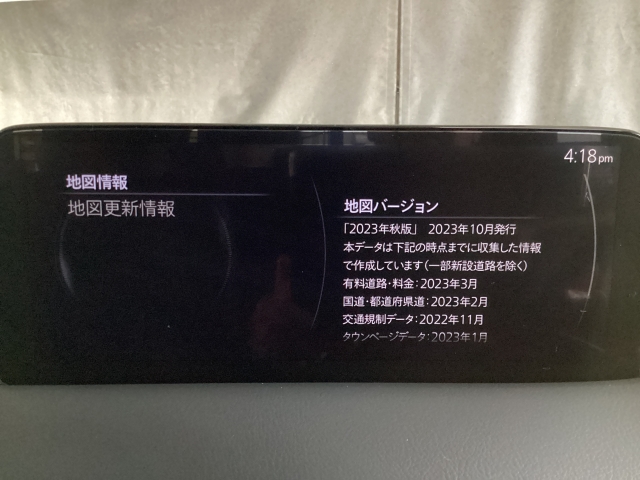 4:18pm
地図情報
地図更新情報
地図バージョン
「2023年秋版」 2023年10月発行
本データは下記の時点までに収集した情報
で作成しています(一部新設道路を除く)
有料道路・料金：2023年3月
国道・都道府県道：2023年2月
交通規制データ：2022年11月
タウンページデータ：2023年1月